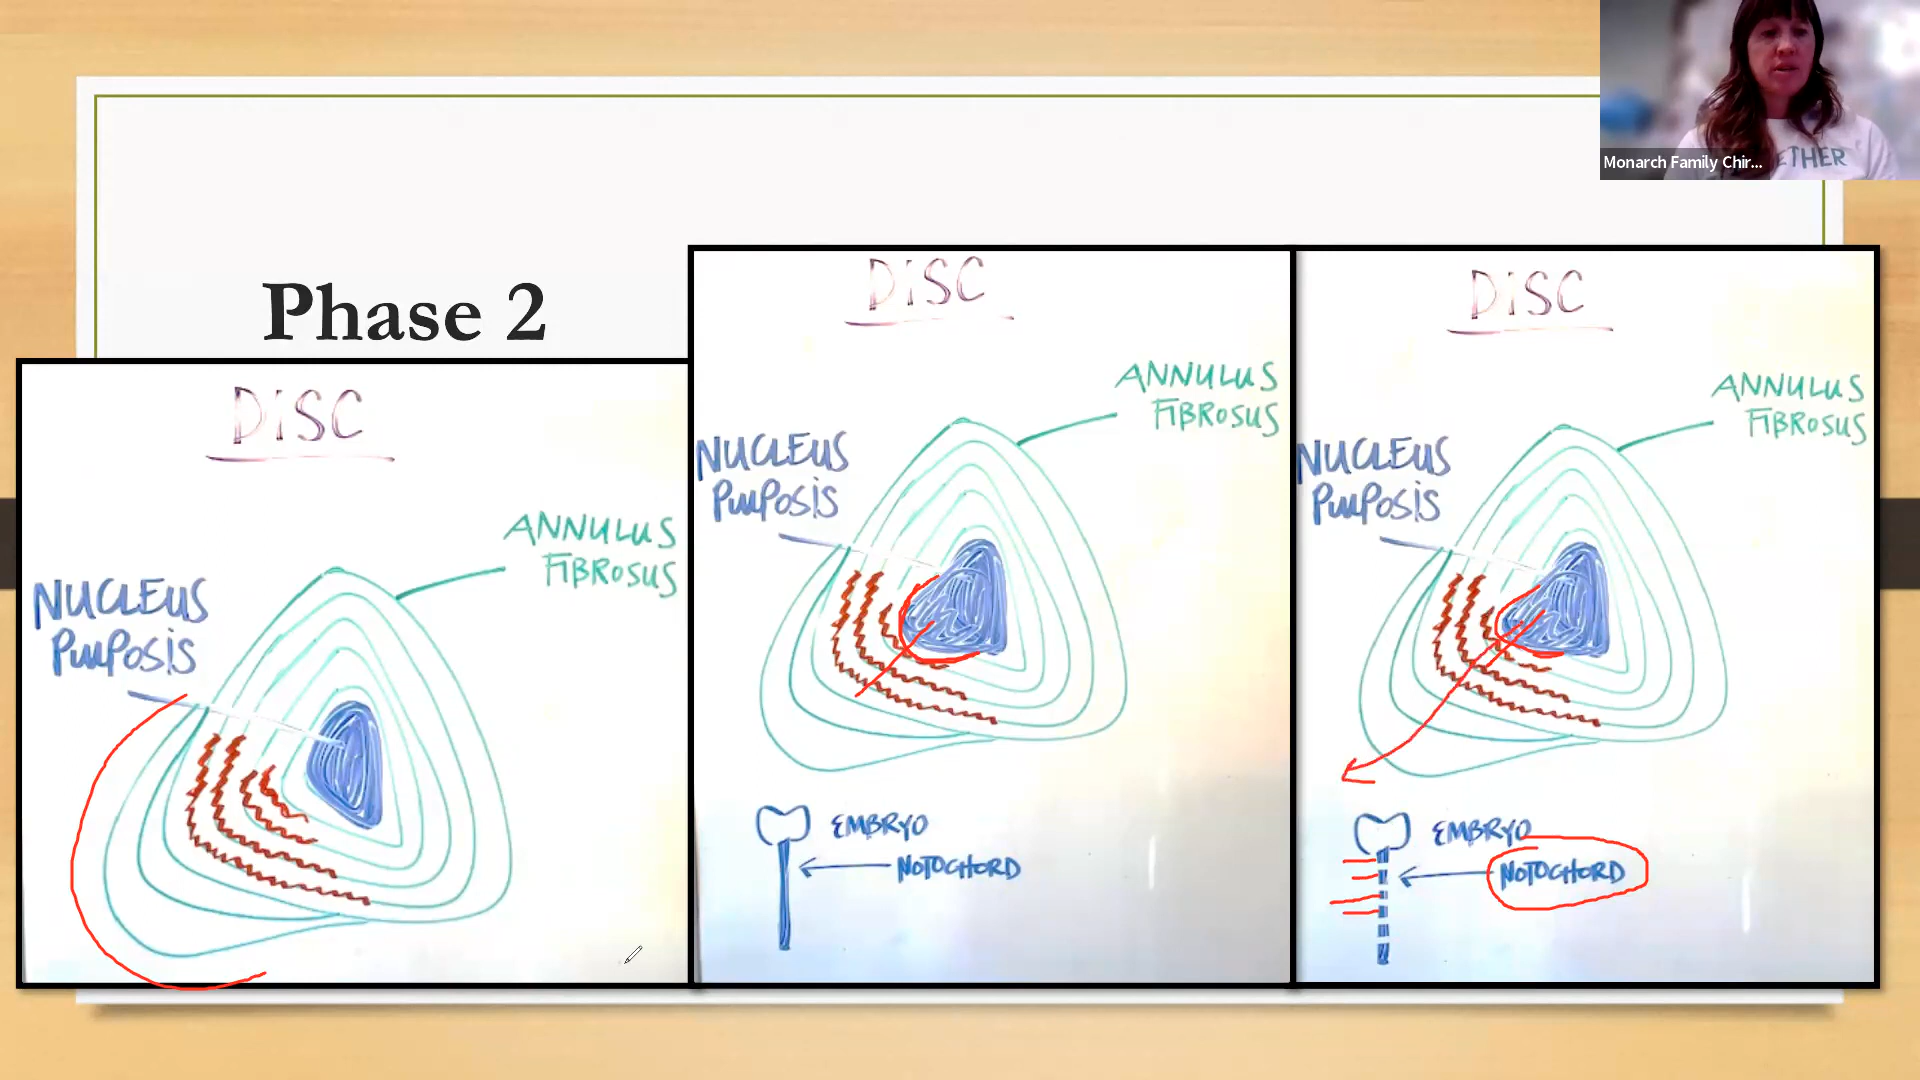 Monarch Family Chir...
ETHER
Phase 2
DiSC
ANNULUS
FIBROSUS
NUCLEUS
PulPosis
DiSC
ANNULUS
FIBROSUS
NUCLEUS
PulPosis
EMBRYO
NOTOCHORD
DiSC
ANNULUS
FIBROSUS
NUCLEUS
PulPosis
EMBRYO
NOTOCHORD